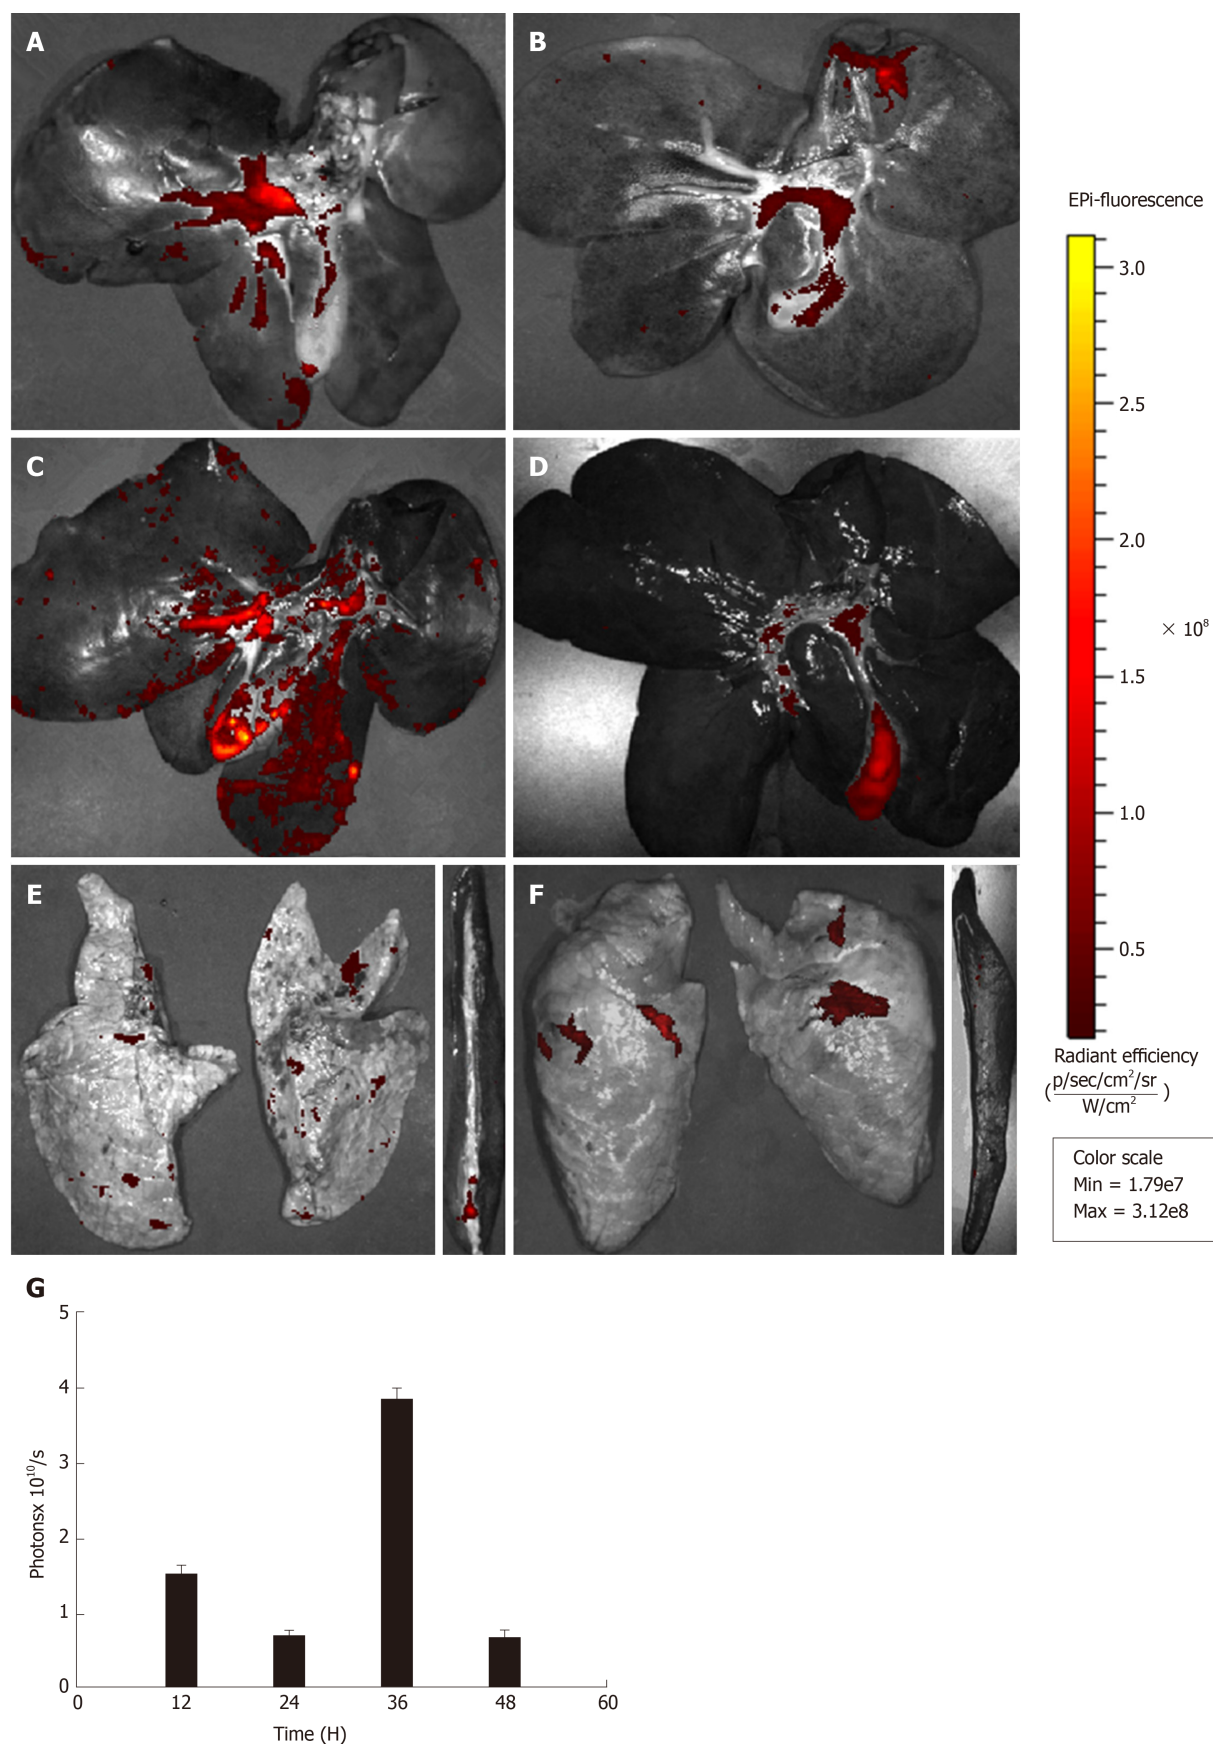 A
B
EPi-fluorescence
3.0
2.5
2.0
× 10⁸
1.5
1.0
0.5
C
D
E
F
Radiant efficiency
(p/sec/cm²/sr
W/cm²)
Color scale
Min = 1.79e7
Max = 3.12e8
G
5
4
3
2
1
0
Photonsx 10¹⁰/s
0 12 24 36 48 60
Time (H)